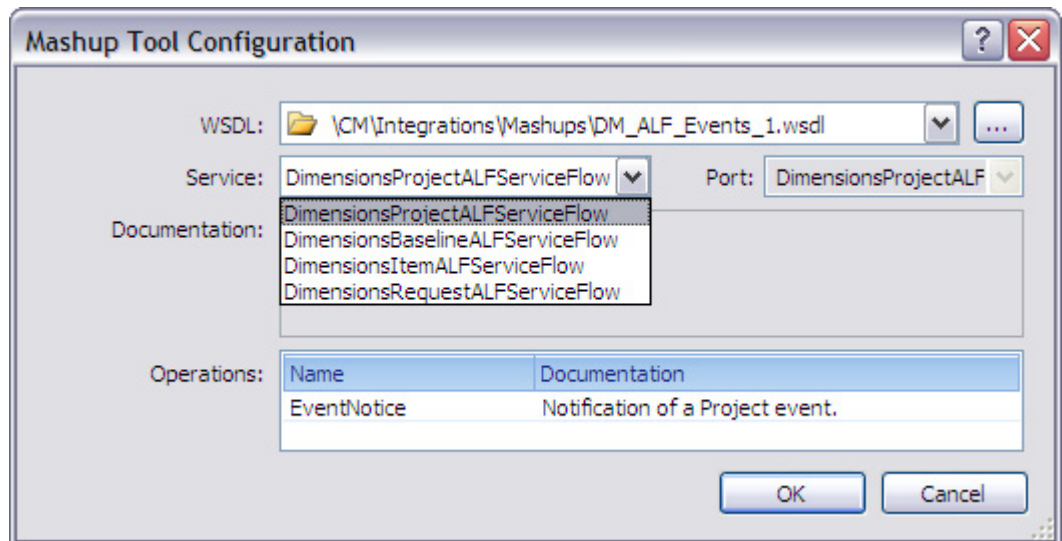 Mashup Tool Configuration
WSDL: \CM\Integrations\Mashups\DM_ALF_Events_1.wsdl ...
Service: DimensionsProjectALFServiceFlow Port: DimensionsProjectALF
DimensionsProjectALFServiceFlow
Documentation: DimensionsBaselineALFServiceFlow
DimensionsItemALFServiceFlow
DimensionsRequestALFServiceFlow
Operations: Name Documentation
EventNotice Notification of a Project event.
OK Cancel